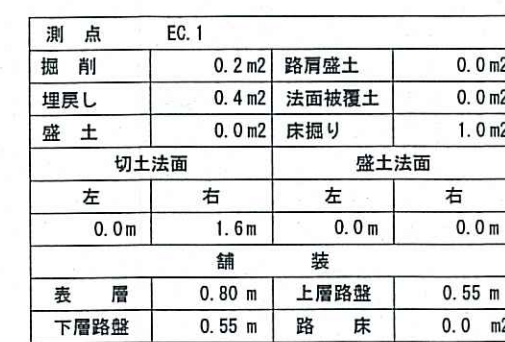 測 点 EC.1
掘 削 0.2m2 路肩盛土 0.0m2
埋戻し 0.4m2 法面被覆土 0.0m2
盛 土 0.0m2 床掘り 1.0m2
切土法面 盛土法面
左 右 左 右
0.0m 1.6m 0.0m 0.0m
舗 装
表 層 0.80 m 上層路盤 0.55 m
下層路盤 0.55 m 路 床 0.0 m2